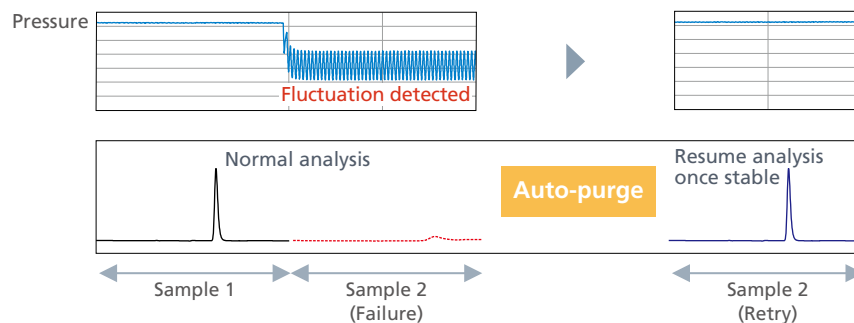 Pressure
Fluctuation detected
Normal analysis
Auto-purge
Resume analysis
once stable
Sample 1
Sample 2
(Failure)
Sample 2
(Retry)